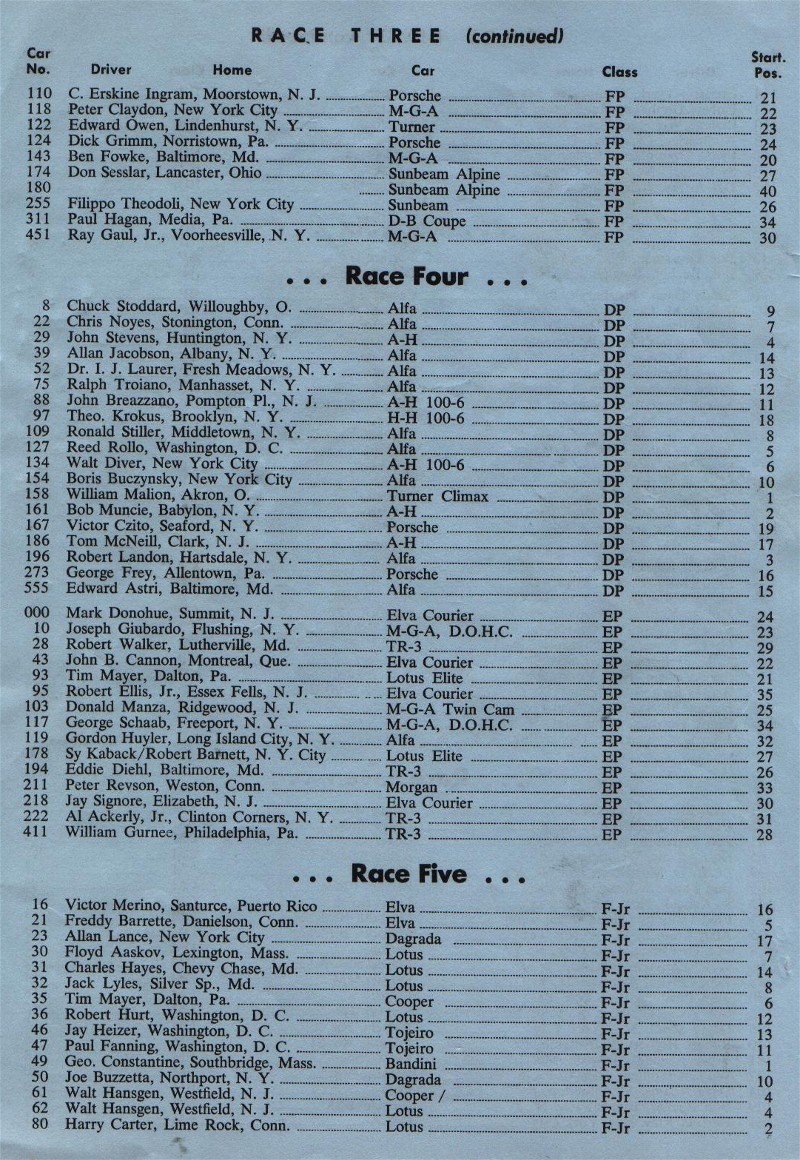 RACE THREE (continued)
Car No. Driver Home Car Class Start. Pos.
110 C. Erskine Ingram, Moorstown, N. J. Porsche FP 21
118 Peter Claydon, New York City M-G-A FP 22
122 Edward Owen, Lindenhurst, N. Y. Turner FP 23
124 Dick Grimm, Norristown, Pa. Porsche FP 24
143 Ben Fowke, Baltimore, Md. M-G-A FP 20
174 Don Sesslar, Lancaster, Ohio Sunbeam Alpine FP 27
180 Sunbeam Alpine FP 40
255 Filippo Theodoli, New York City Sunbeam FP 26
311 Paul Hagan, Media, Pa. D-B Coupe FP 34
451 Ray Gaul, Jr., Voorheesville, N. Y. M-G-A FP 30
... Race Four ...
8 Chuck Stoddard, Willoughby, O. Alfa DP 9
22 Chris Noyes, Stonington, Conn. Alfa DP 7
29 John Stevens, Huntington, N. Y. A-H DP 4
39 Allan Jacobson, Albany, N. Y. Alfa DP 14
52 Dr. I. J. Laurer, Fresh Meadows, N. Y. Alfa DP 13
75 Ralph Troiano, Manhasset, N. Y. Alfa DP 12
88 John Breazzano, Pompton Pl., N. J. A-H 100-6 DP 11
97 Theo. Krokus, Brooklyn, N. Y. H-H 100-6 DP 18
109 Ronald Stiller, Middletown, N. Y. Alfa DP 8
127 Reed Rollo, Washington, D. C. Alfa DP 5
134 Walt Diver, New York City A-H 100-6 DP 6
154 Boris Buczynsky, New York City Alfa DP 10
158 William Malion, Akron, O. Turner Climax DP 1
161 Bob Muncie, Babylon, N. Y. A-H DP 2
167 Victor Czito, Seaford, N. Y. Porsche DP 19
186 Tom McNeill, Clark, N. J. A-H DP 17
196 Robert Landon, Hartsdale, N. Y. Alfa DP 3
273 George Frey, Allentown, Pa. Porsche DP 16
555 Edward Astri, Baltimore, Md. Alfa DP 15
000 Mark Donohue, Summit, N. J. Elva Courier EP 24
10 Joseph Giubardo, Flushing, N. Y. M-G-A, D.O.H.C. EP 23
28 Robert Walker, Lutherville, Md. TR-3 EP 29
43 John B. Cannon, Montreal, Que. Elva Courier EP 22
93 Tim Mayer, Dalton, Pa. Lotus Elite EP 21
95 Robert Ellis, Jr., Essex Fells, N. J. Elva Courier EP 35
103 Donald Manza, Ridgewood, N. J. M-G-A Twin Cam EP 25
117 George Schaab, Freeport, N. Y. M-G-A, D.O.H.C. EP 34
119 Gordon Huyler, Long Island City, N. Y. Alfa EP 32
178 Sy Kaback/Robert Barnett, N. Y. City Lotus Elite EP 27
194 Eddie Diehl, Baltimore, Md. TR-3 EP 26
211 Peter Revson, Weston, Conn. Morgan EP 33
218 Jay Signore, Elizabeth, N. J. Elva Courier EP 30
222 Al Ackerly, Jr., Clinton Corners, N. Y. TR-3 EP 31
411 William Gurnee, Philadelphia, Pa. TR-3 EP 28
... Race Five ...
16 Victor Merino, Santurce, Puerto Rico Elva F-Jr 16
21 Freddy Barrette, Danielson, Conn. Elva F-Jr 5
23 Allan Lance, New York City Dagrada F-Jr 17
30 Floyd Aaskov, Lexington, Mass. Lotus F-Jr 7
31 Charles Hayes, Chevy Chase, Md. Lotus F-Jr 14
32 Jack Lyles, Silver Sp., Md. Lotus F-Jr 8
35 Tim Mayer, Dalton, Pa. Cooper F-Jr 6
36 Robert Hurt, Washington, D. C. Lotus F-Jr 12
46 Jay Heizer, Washington, D. C. Tojeiro F-Jr 13
47 Paul Fanning, Washington, D. C. Tojeiro F-Jr 11
49 Geo. Constantine, Southbridge, Mass. Bandini F-Jr 1
50 Joe Buzzetta, Northport, N. Y. Dagrada F-Jr 10
61 Walt Hansgen, Westfield, N. J. Cooper / F-Jr 4
62 Walt Hansgen, Westfield, N. J. Lotus F-Jr 4
80 Harry Carter, Lime Rock, Conn. Lotus F-Jr 2